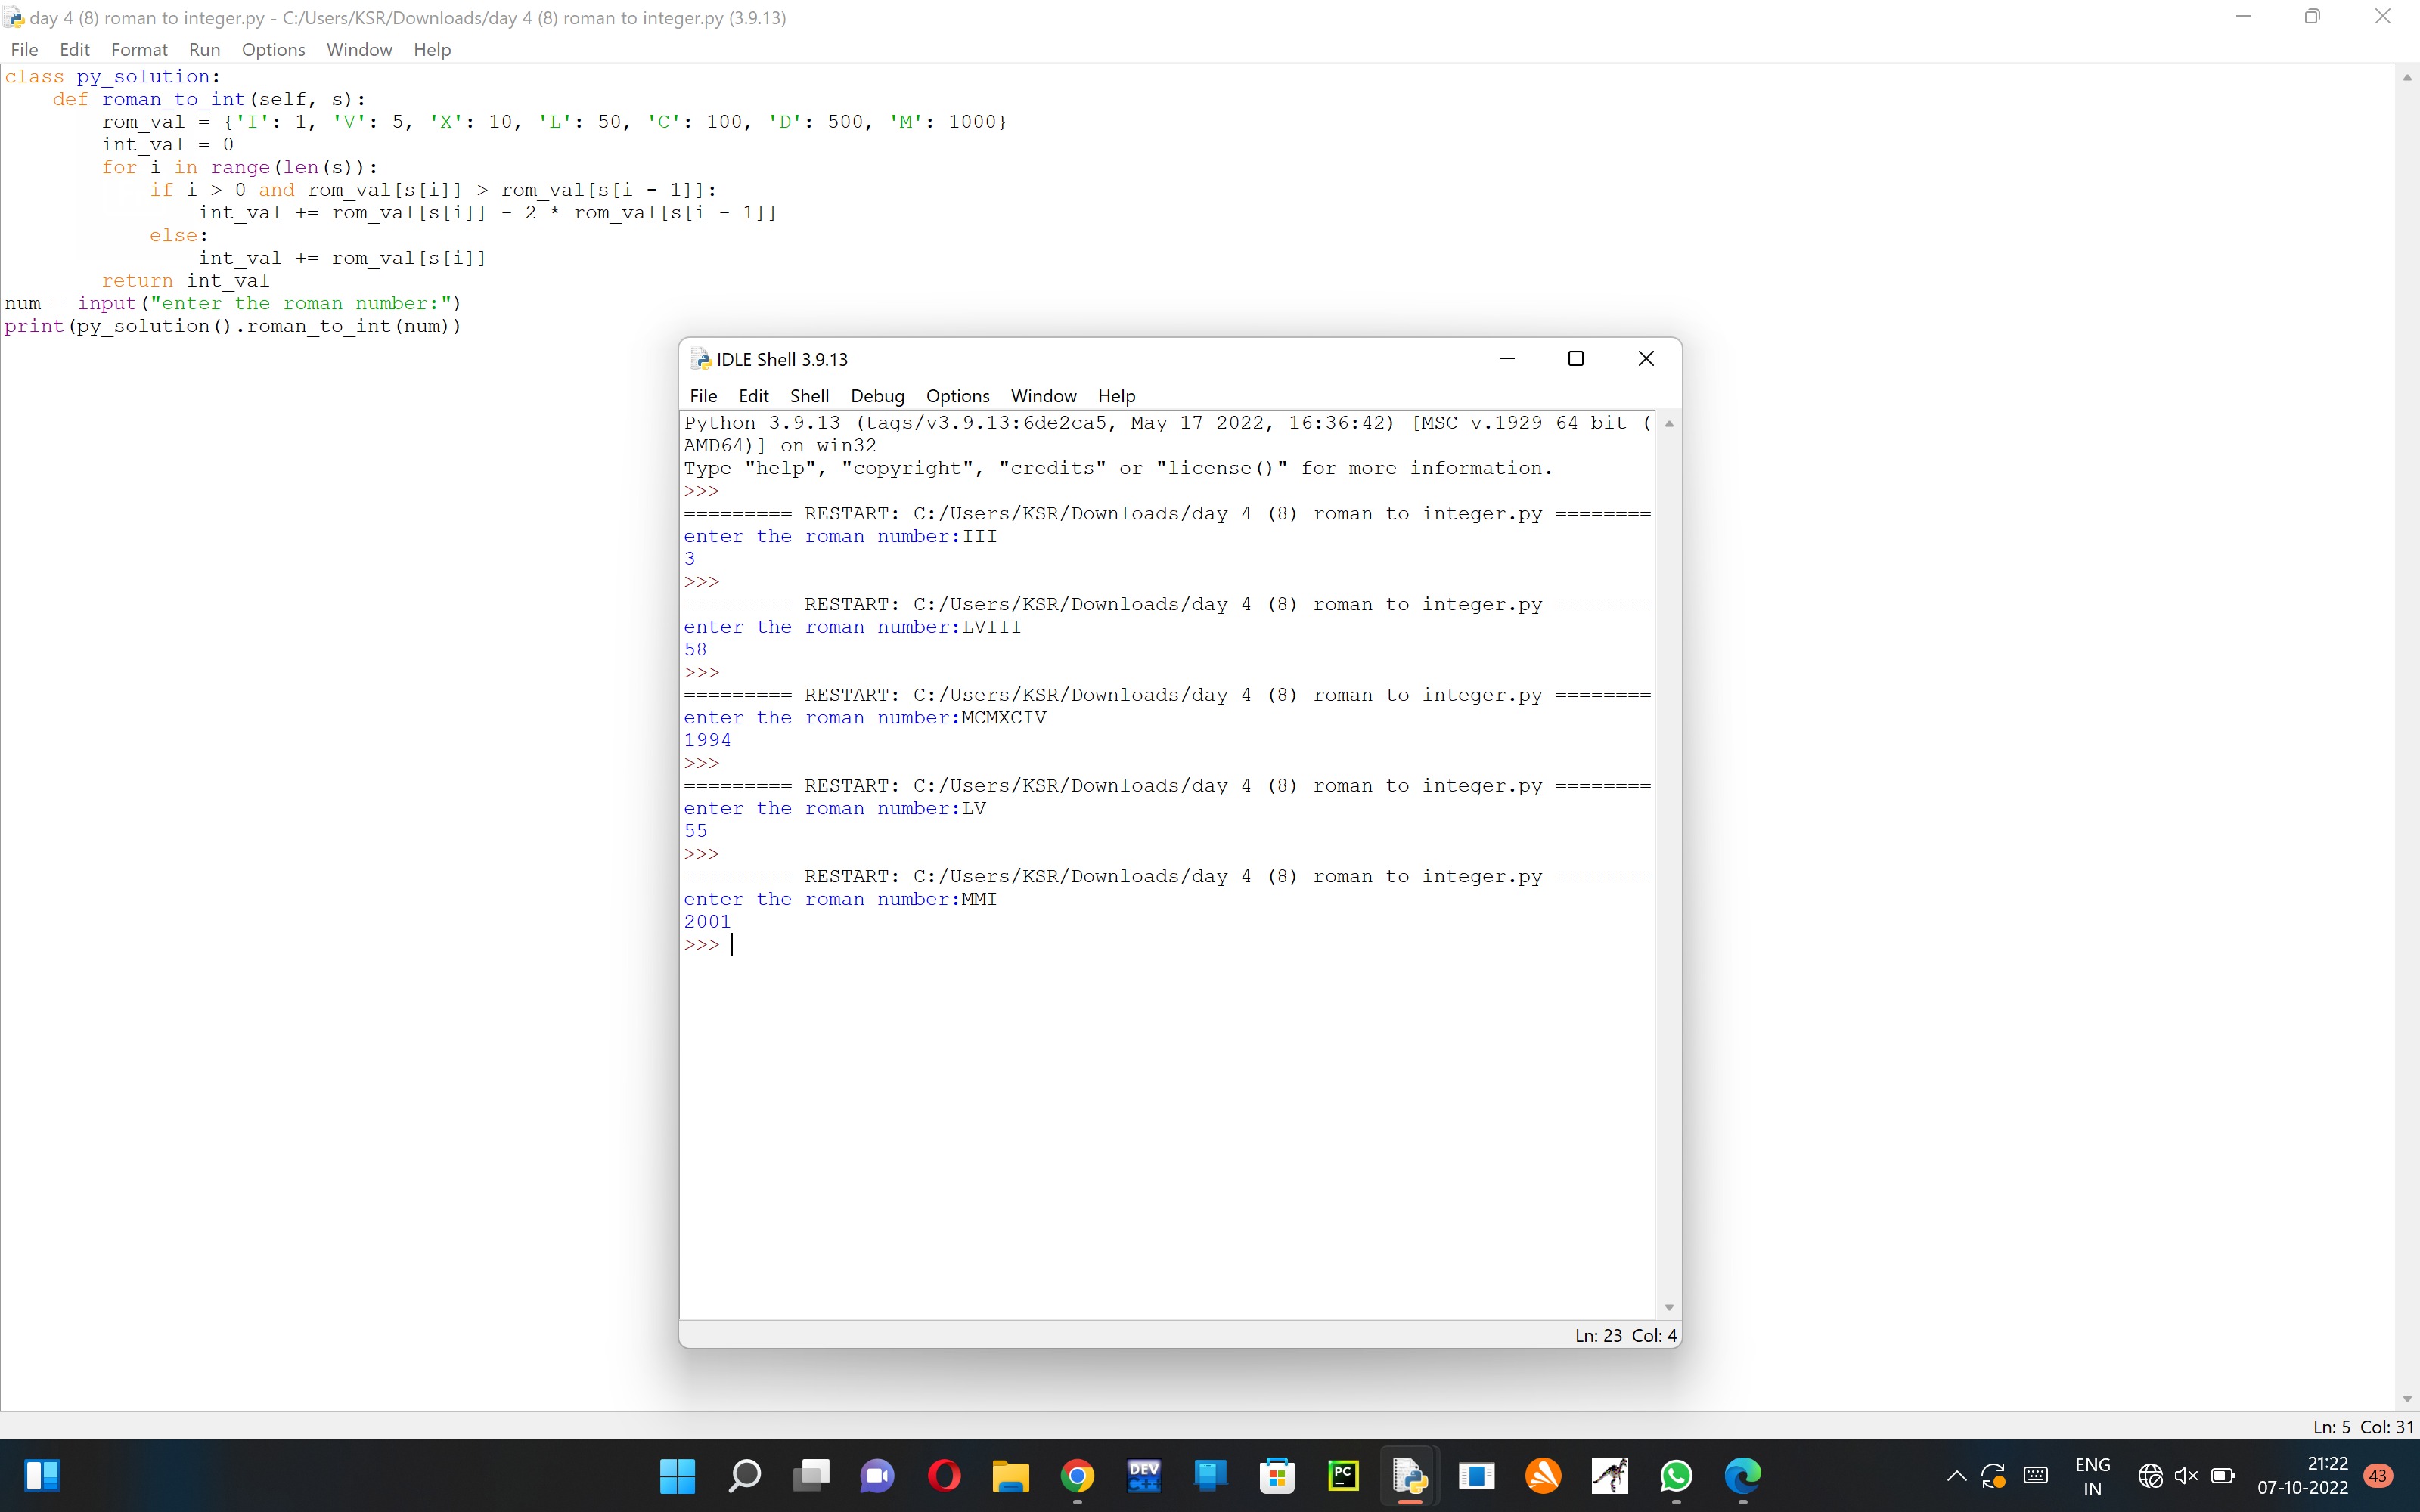 day 4 (8) roman to integer.py - C:/Users/KSR/Downloads/day 4 (8) roman to integer.py (3.9.13)
File Edit Format Run Options Window Help
class py_solution:
    def roman_to_int(self, s):
        rom_val = {'I': 1, 'V': 5, 'X': 10, 'L': 50, 'C': 100, 'D': 500, 'M': 1000}
        int_val = 0
        for i in range(len(s)):
            if i > 0 and rom_val[s[i]] > rom_val[s[i - 1]]:
                int_val += rom_val[s[i]] - 2 * rom_val[s[i - 1]]
            else:
                int_val += rom_val[s[i]]
        return int_val
num = input("enter the roman number:")
print(py_solution().roman_to_int(num))
IDLE Shell 3.9.13
File Edit Shell Debug Options Window Help
Python 3.9.13 (tags/v3.9.13:6de2ca5, May 17 2022, 16:36:42) [MSC v.1929 64 bit (
AMD64)] on win32
Type "help", "copyright", "credits" or "license()" for more information.
>>>
========= RESTART: C:/Users/KSR/Downloads/day 4 (8) roman to integer.py ========
enter the roman number:III
3
>>>
========= RESTART: C:/Users/KSR/Downloads/day 4 (8) roman to integer.py ========
enter the roman number:LVIII
58
>>>
========= RESTART: C:/Users/KSR/Downloads/day 4 (8) roman to integer.py ========
enter the roman number:MCMXCIV
1994
>>>
========= RESTART: C:/Users/KSR/Downloads/day 4 (8) roman to integer.py ========
enter the roman number:LV
55
>>>
========= RESTART: C:/Users/KSR/Downloads/day 4 (8) roman to integer.py ========
enter the roman number:MMI
2001
>>>
Ln: 23 Col: 4
Ln: 5 Col: 31
DEV C++
PC
ENG
IN
21:22
07-10-2022
43